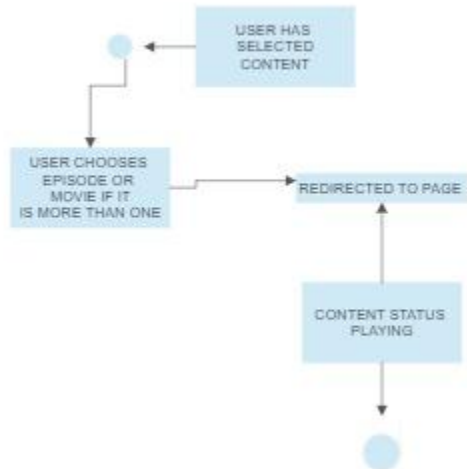 USER HAS
SELECTED
CONTENT
USER CHOOSES
EPISODE OR
MOVIE IF IT
IS MORE THAN ONE
REDIRECTED TO PAGE
CONTENT STATUS
PLAYING